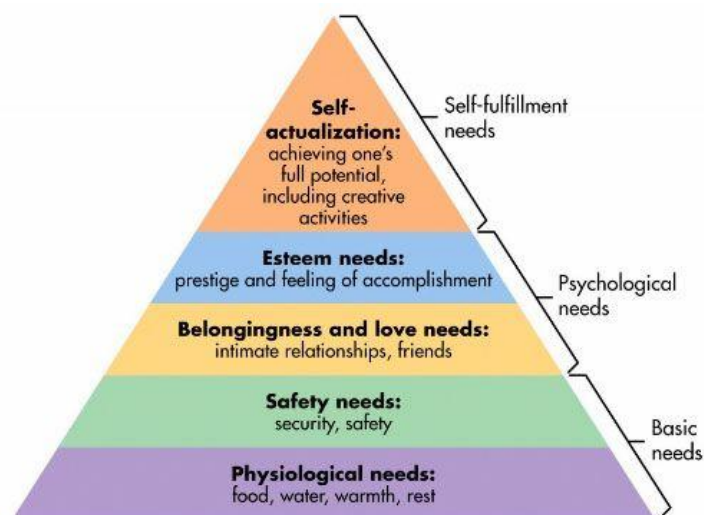 Self-
actualization:
achieving one's
full potential,
including creative
activities
Self-fulfillment
needs
Esteem needs:
prestige and feeling of accomplishment
Psychological
needs
Belongingness and love needs:
intimate relationships, friends
Safety needs:
security, safety
Basic
needs
Physiological needs:
food, water, warmth, rest